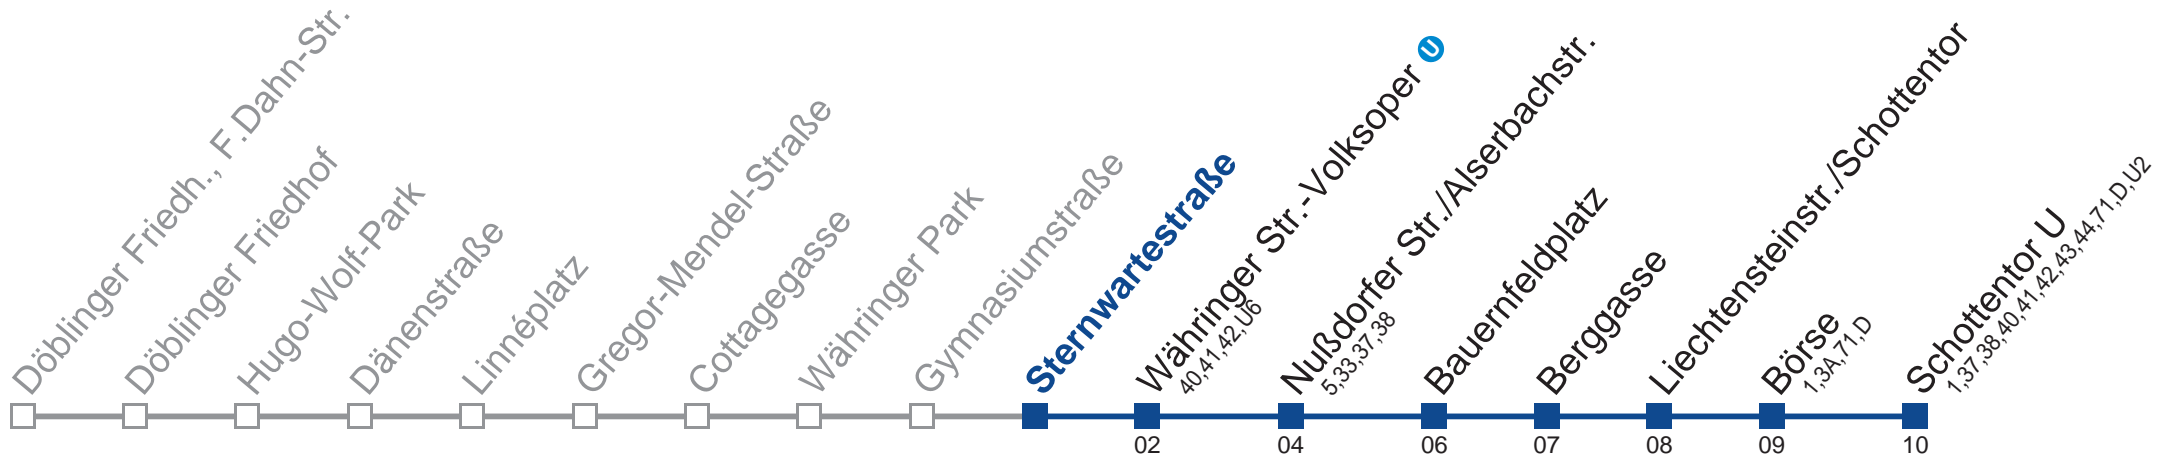 Döblinger Friedh., F.Dahn-Str.
Döblinger Friedhof
Hugo-Wolf-Park
Dänenstraße
Linnéplatz
Gregor-Mendel-Straße
Cottagegasse
Währinger Park
Gymnasiumstraße
Sternwartestraße
Währinger Str.-Volksoper U
40,41,42,U6
Nußdorfer Str./Alserbachstr.
5,33,37,38
Bauernfeldplatz
Berggasse
Liechtensteinstr./Schottentor
Börse
1,3A,71,D
Schottentor U
1,37,38,40,41,42,43,44,71,D,U2
02
04
06
07
08
09
10